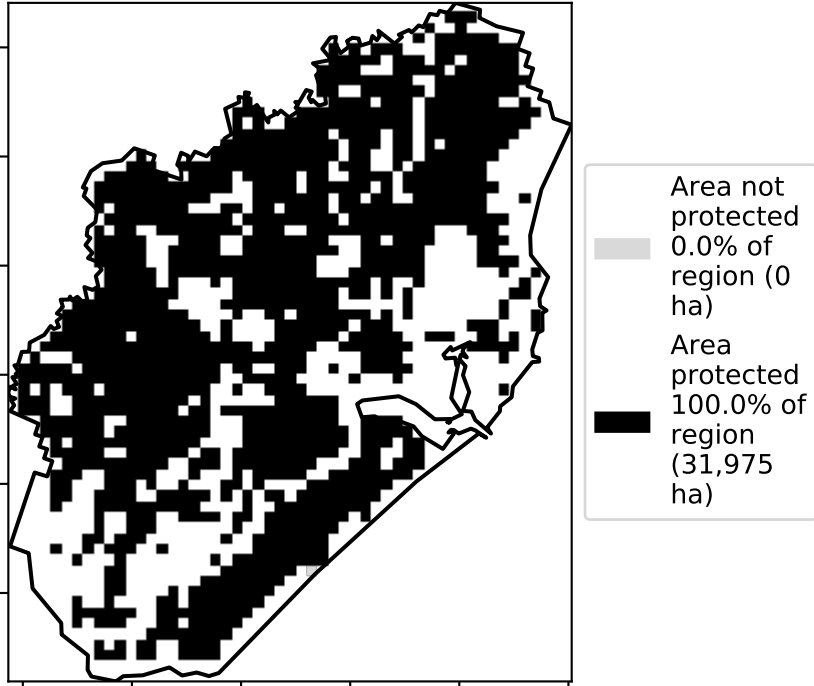 Area not
protected
0.0% of
region (0
ha)
Area
protected
100.0% of
region
(31,975
ha)